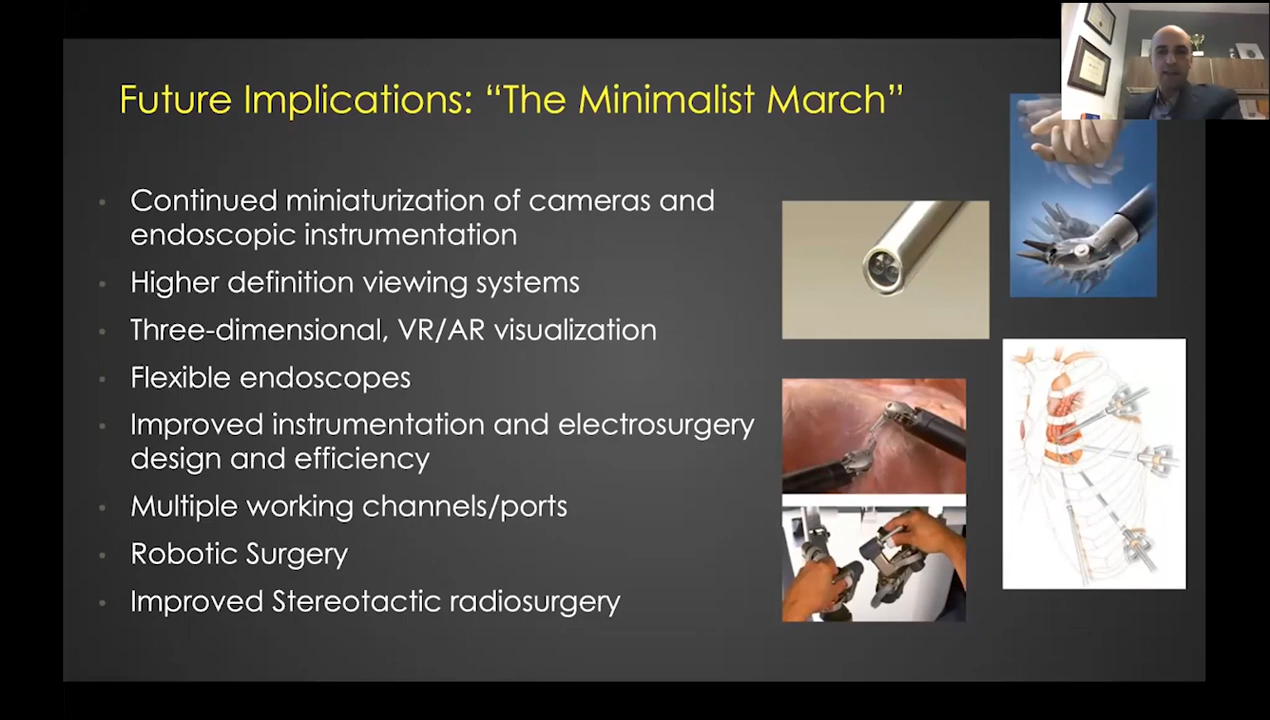 Future Implications: “The Minimalist March”
Continued miniaturization of cameras and
endoscopic instrumentation
Higher definition viewing systems
Three-dimensional, VR/AR visualization
Flexible endoscopes
Improved instrumentation and electrosurgery
design and efficiency
Multiple working channels/ports
Robotic Surgery
Improved Stereotactic radiosurgery